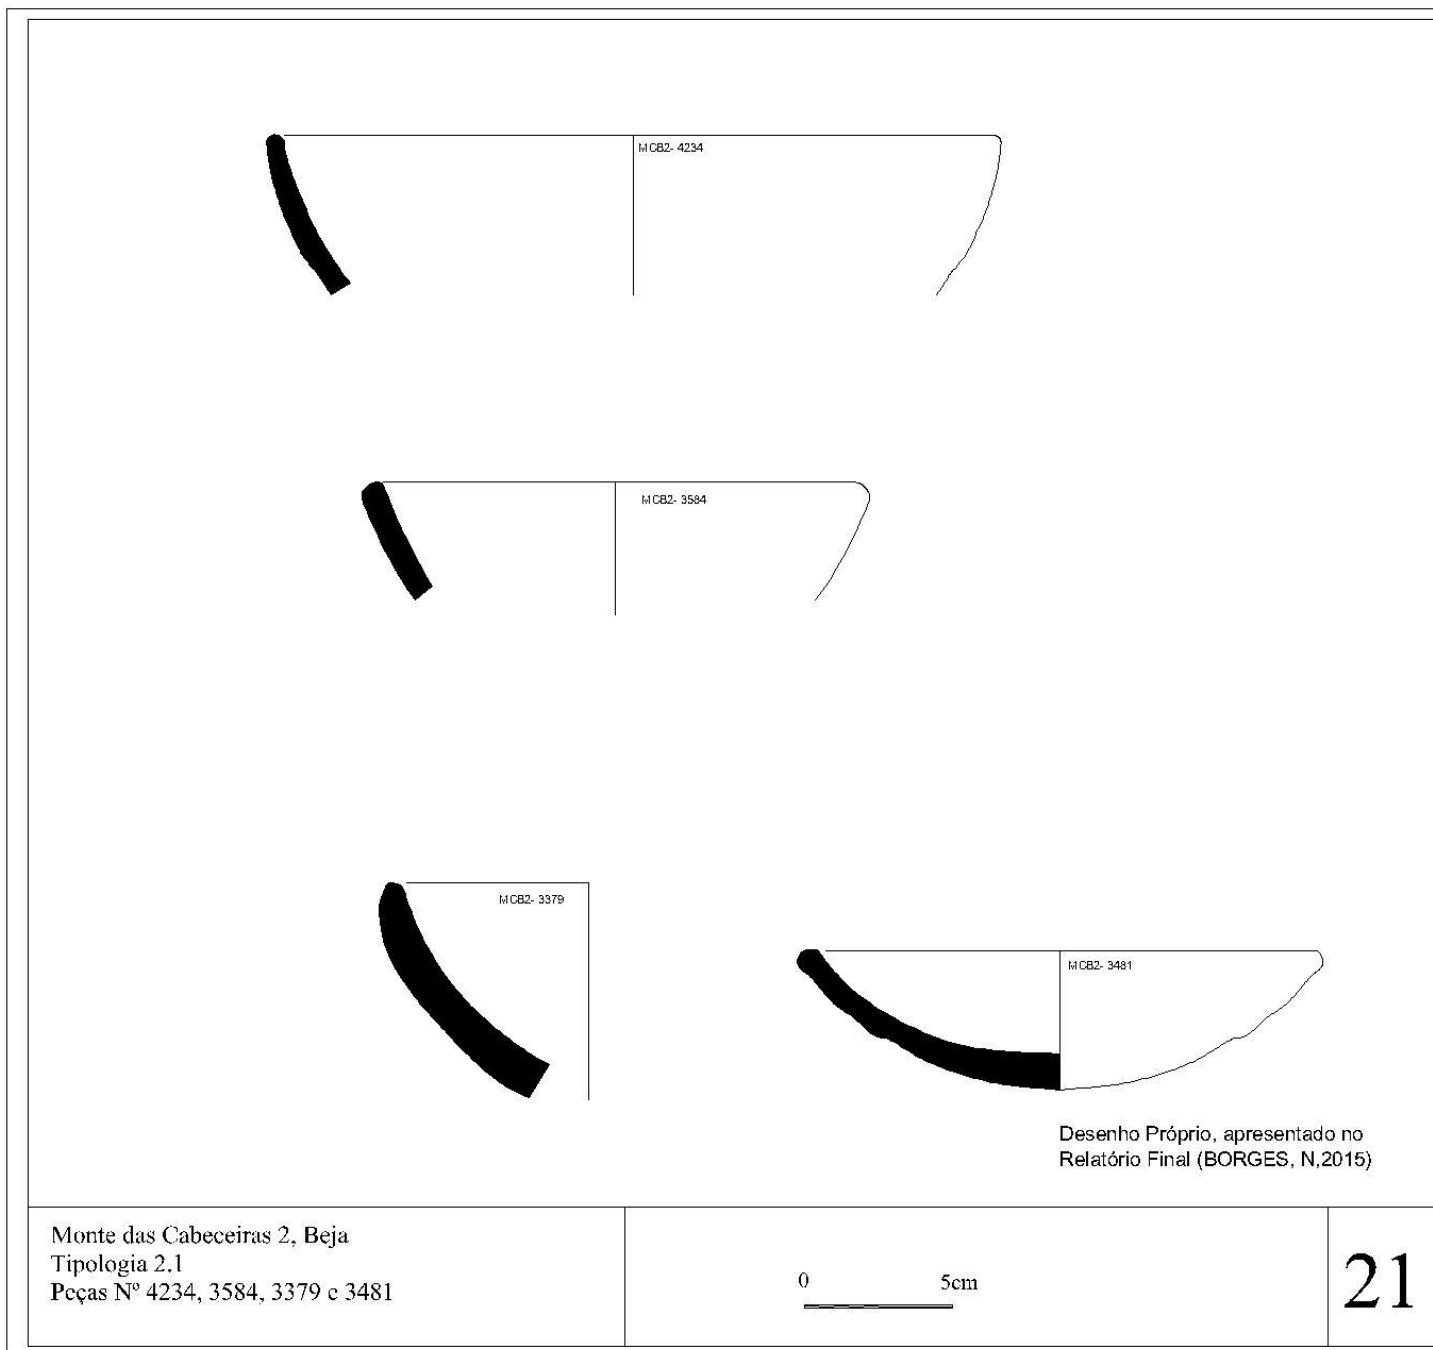 MCB2- 4234
MCB2- 3584
MCB2- 3379
MCB2- 3481
Desenho Próprio, apresentado no
Relatório Final (BORGES, N,2015)
Monte das Cabeceiras 2, Beja
Tipologia 2.1
Peças Nº 4234, 3584, 3379 e 3481
0 5cm
21